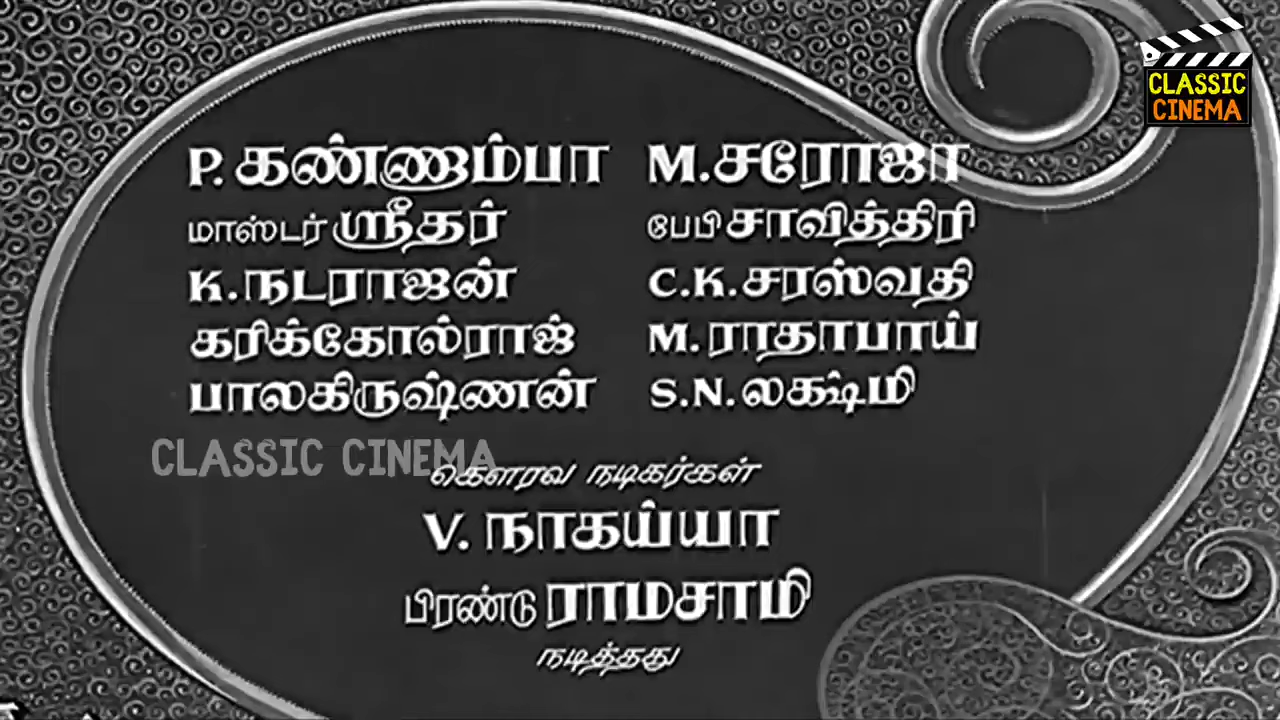 CLASSIC
CINEMA
P. கண்ணாம்பா M. சரோஜா
மாஸ்டர் ஸ்ரீதர் பேபி சாவித்திரி
K. நடராஜன் C.K. சரஸ்வதி
கரிக்கோல்ராஜ் M. ராதாபாய்
பாலகிருஷ்ணன் S.N. லக்ஷ்மி
CLASSIC CINEMA
கௌரவ நடிகர்கள்
V. நாகய்யா
பிரண்டு ராமசாமி
நடித்தது